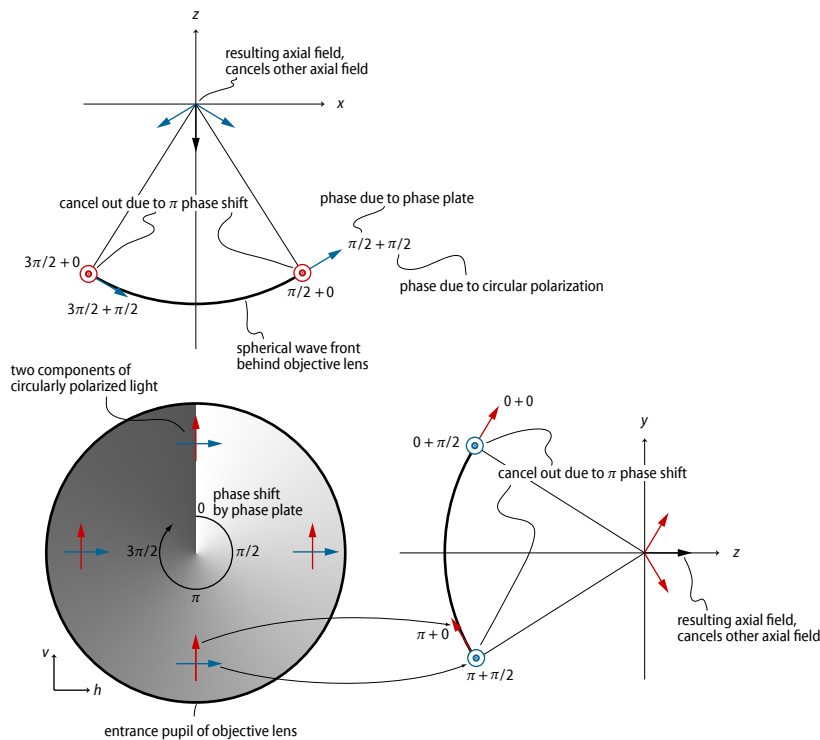 z
resulting axial field,
cancels other axial field
x
cancel out due to π phase shift
phase due to phase plate
π/2 + π/2
3π/2 + 0
π/2 + 0
phase due to circular polarization
3π/2 + π/2
spherical wave front
behind objective lens
two components of
circularly polarized light
0 + 0
y
0 + π/2
cancel out due to π phase shift
phase shift
0 by phase plate
3π/2
π/2
z
π
resulting axial field,
cancels other axial field
π + 0
v
π + π/2
h
entrance pupil of objective lens